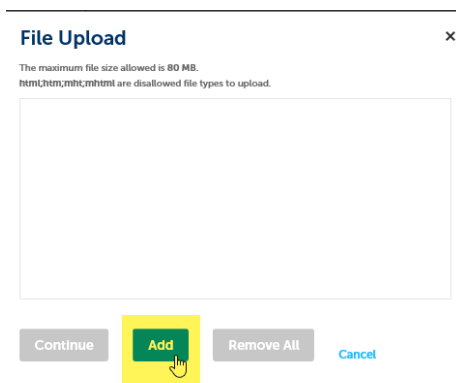 File Upload ×
The maximum file size allowed is 80 MB.
html;htm;mht;mhtml are disallowed file types to upload.
Continue Add Remove All Cancel